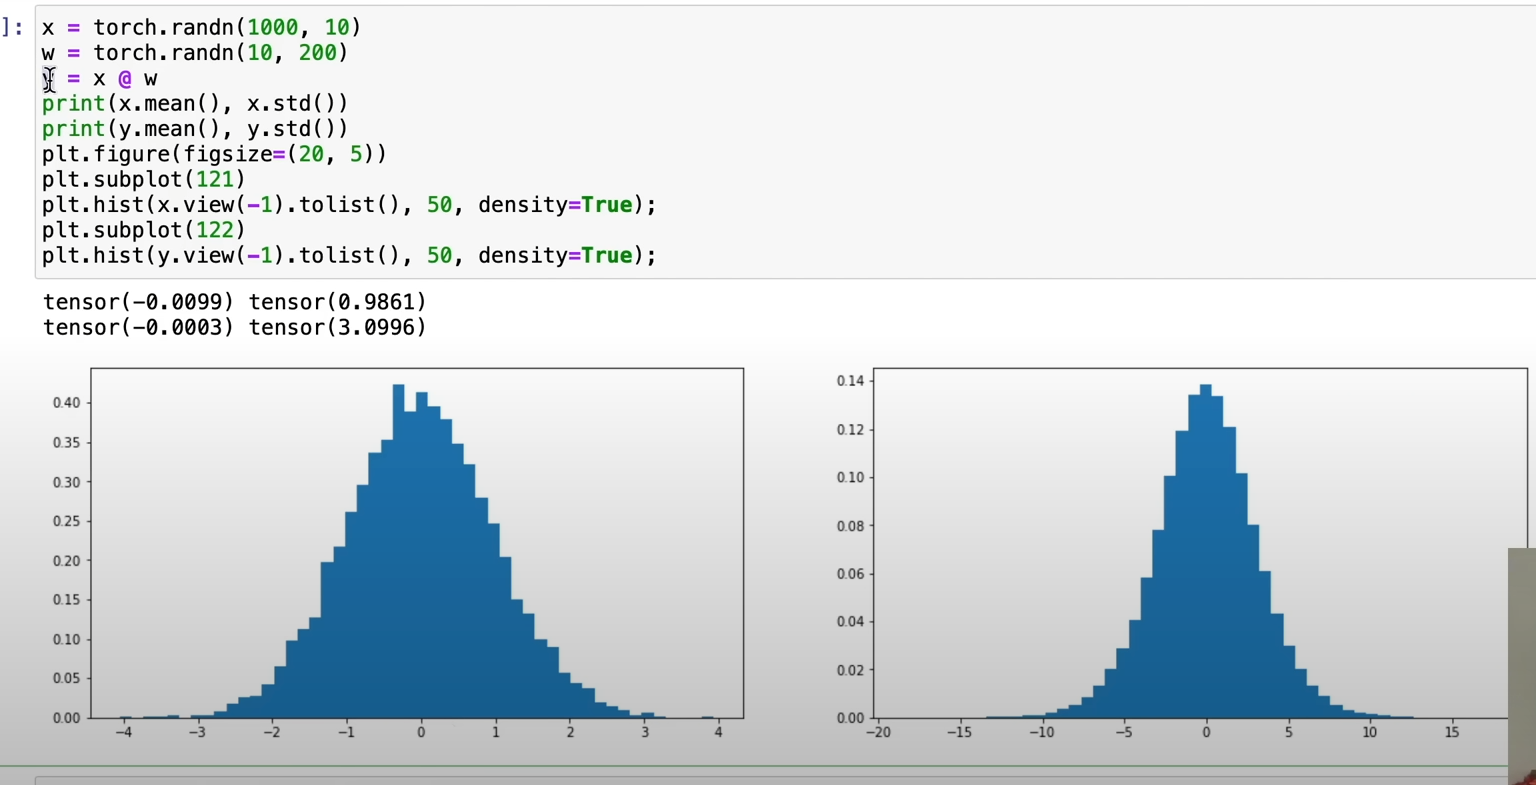 ]: x = torch.randn(1000, 10)
w = torch.randn(10, 200)
= x @ w
print(x.mean(), x.std())
print(y.mean(), y.std())
plt.figure(figsize=(20, 5))
plt.subplot(121)
plt.hist(x.view(-1).tolist(), 50, density=True);
plt.subplot(122)
plt.hist(y.view(-1).tolist(), 50, density=True);
tensor(-0.0099) tensor(0.9861)
tensor(-0.0003) tensor(3.0996)
0.40
0.35
0.30
0.25
0.20
0.15
0.10
0.05
0.00
−4 −3 −2 −1 0 1 2 3 4
0.14
0.12
0.10
0.08
0.06
0.04
0.02
0.00
−20 −15 −10 −5 0 5 10 15